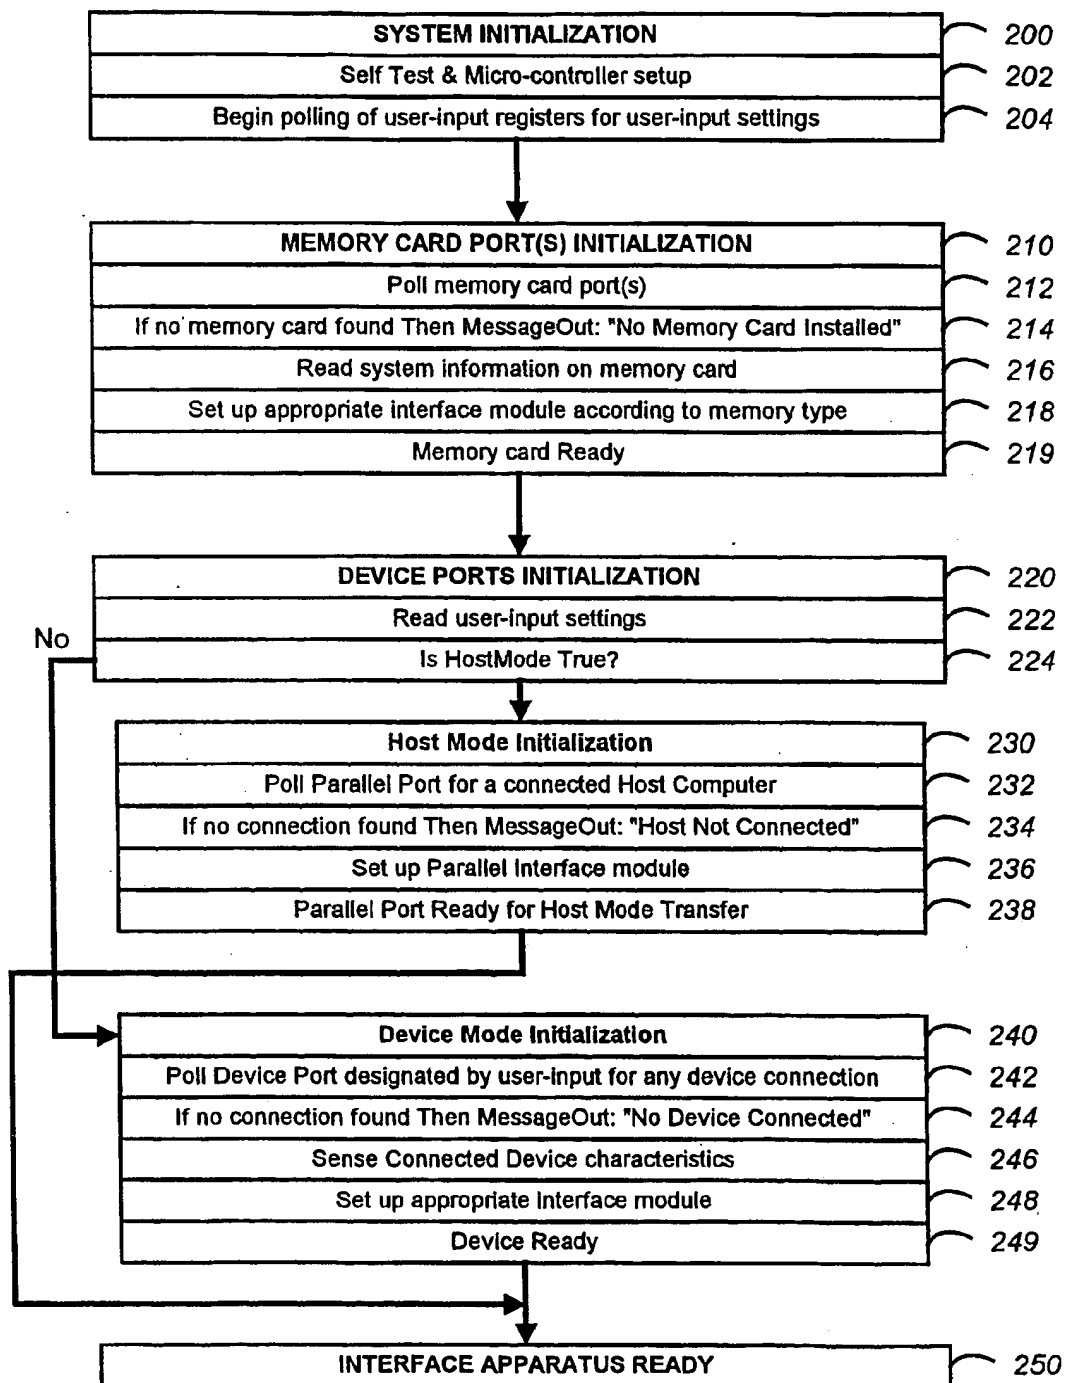 SYSTEM INITIALIZATION 200
Self Test & Micro-controller setup 202
Begin polling of user-input registers for user-input settings 204
MEMORY CARD PORT(S) INITIALIZATION 210
Poll memory card port(s) 212
If no memory card found Then MessageOut: "No Memory Card Installed" 214
Read system information on memory card 216
Set up appropriate interface module according to memory type 218
Memory card Ready 219
DEVICE PORTS INITIALIZATION 220
Read user-input settings 222
No
Is HostMode True? 224
Host Mode Initialization 230
Poll Parallel Port for a connected Host Computer 232
If no connection found Then MessageOut: "Host Not Connected" 234
Set up Parallel Interface module 236
Parallel Port Ready for Host Mode Transfer 238
Device Mode Initialization 240
Poll Device Port designated by user-input for any device connection 242
If no connection found Then MessageOut: "No Device Connected" 244
Sense Connected Device characteristics 246
Set up appropriate interface module 248
Device Ready 249
INTERFACE APPARATUS READY 250